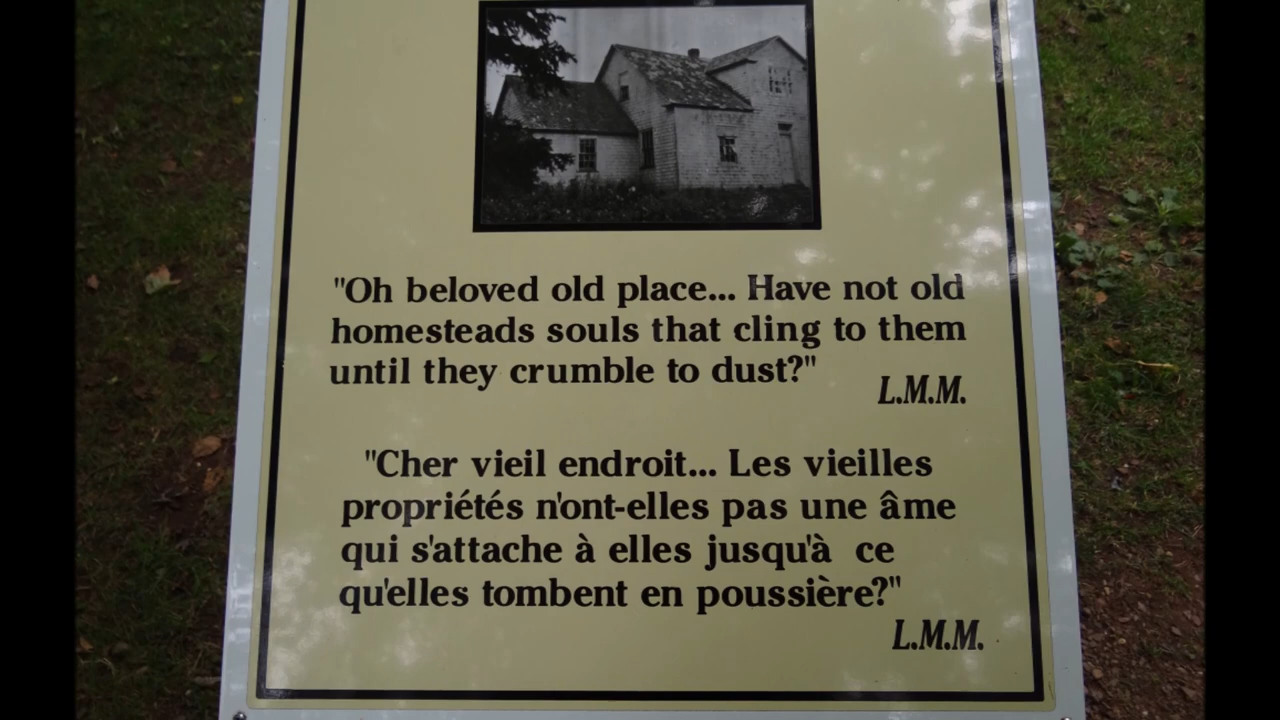 "Oh beloved old place... Have not old
homesteads souls that cling to them
until they crumble to dust?"
L.M.M.
"Cher vieil endroit... Les vieilles
propriétés n'ont-elles pas une âme
qui s'attache à elles jusqu'à ce
qu'elles tombent en poussière?"
L.M.M.